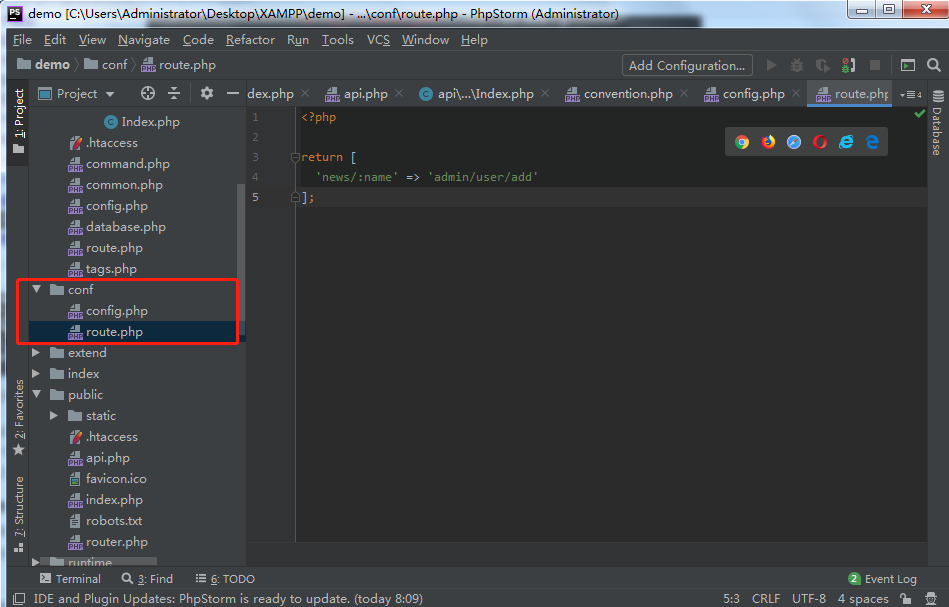 PS demo [C:\Users\Administrator\Desktop\XAMPP\demo] - ...\conf\route.php - PhpStorm (Administrator)
File Edit View Navigate Code Refactor Run Tools VCS Window Help
demo conf route.php Add Configuration...
Project dex.php api.php api\...\Index.php convention.php config.php route.php 4
1: Project
2: Favorites
7: Structure
Index.php
.htaccess
command.php
common.php
config.php
database.php
route.php
tags.php
conf
config.php
route.php
extend
index
public
static
.htaccess
api.php
favicon.ico
index.php
robots.txt
router.php
runtime
1 <?php
2
3 return [
4 'news/:name' => 'admin/user/add'
5 ];
Database
Terminal 3: Find 6: TODO 2 Event Log
IDE and Plugin Updates: PhpStorm is ready to update. (today 8:09) 5:3 CRLF UTF-8 4 spaces